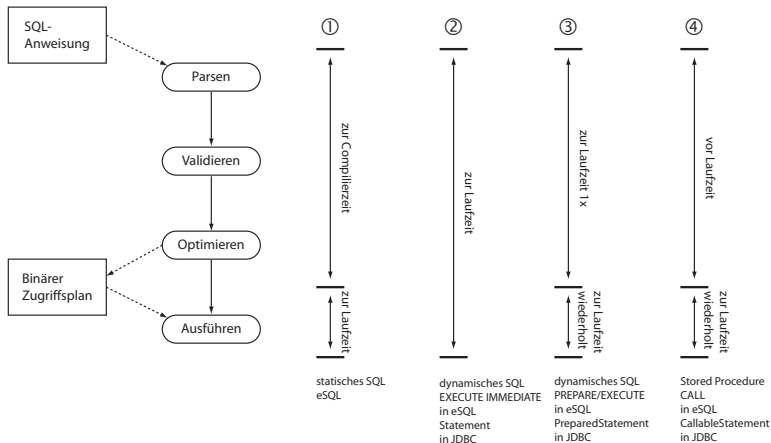 SQL-
Anweisung
Parsen
Validieren
Optimieren
Binärer
Zugriffsplan
Ausführen
①
zur Compilierzeit
zur Laufzeit
statisches SQL
eSQL
②
zur Laufzeit
dynamisches SQL
EXECUTE IMMEDIATE
in eSQL
Statement
in JDBC
③
zur Laufzeit 1x
zur Laufzeit
wiederholt
dynamisches SQL
PREPARE/EXECUTE
in eSQL
PreparedStatement
in JDBC
④
vor Laufzeit
zur Laufzeit
wiederholt
Stored Procedure
CALL
in eSQL
CallableStatement
in JDBC